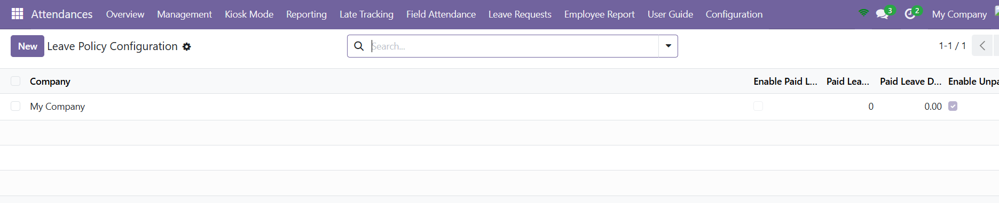 Attendances Overview Management Kiosk Mode Reporting Late Tracking Field Attendance Leave Requests Employee Report User Guide Configuration 3 2 My Company
New Leave Policy Configuration Search... 1-1 / 1
Company Enable Paid L... Paid Lea... Paid Leave D... Enable Unpa
My Company 0 0.00